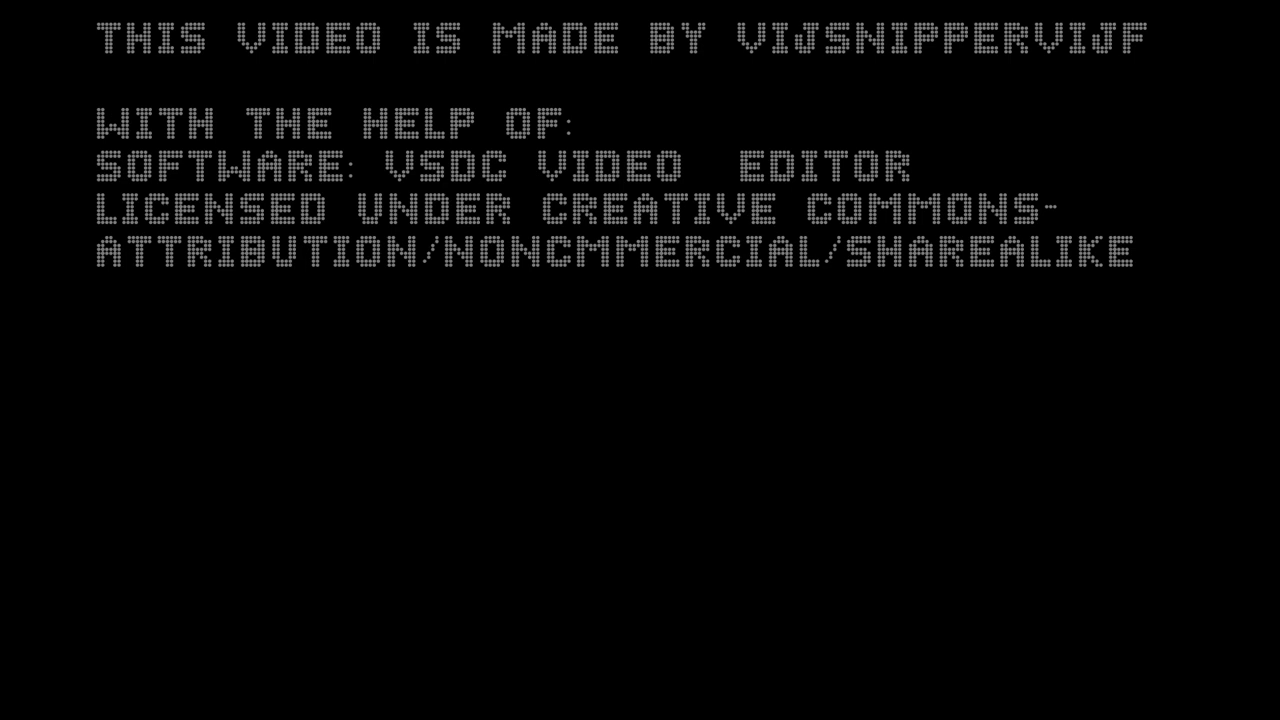 THIS VIDEO IS MADE BY VIJSNIPPERVIJF
WITH THE HELP OF:
SOFTWARE: VSDC VIDEO  EDITOR
LICENSED UNDER CREATIVE COMMONS-
ATTRIBUTION/NONCMMERCIAL/SHAREALIKE